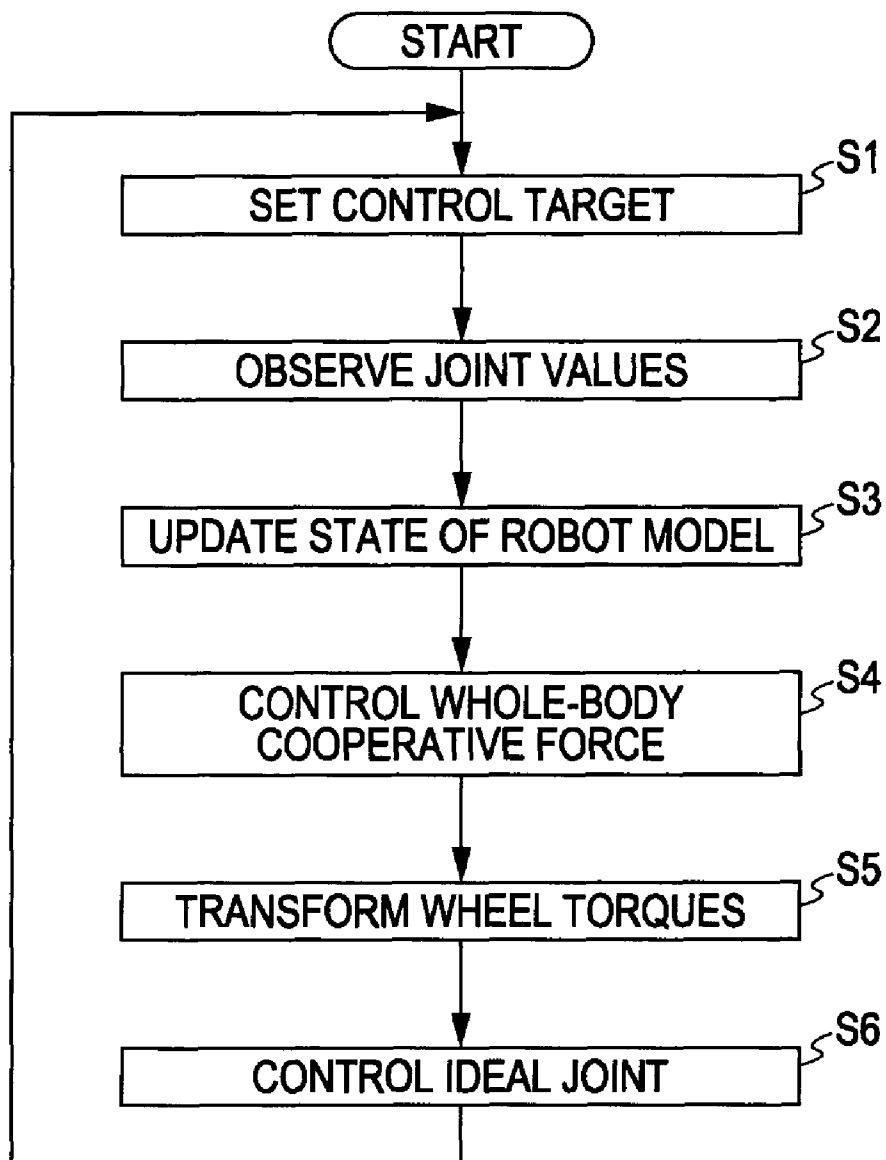 START
S1
SET CONTROL TARGET
S2
OBSERVE JOINT VALUES
S3
UPDATE STATE OF ROBOT MODEL
S4
CONTROL WHOLE-BODY
COOPERATIVE FORCE
S5
TRANSFORM WHEEL TORQUES
S6
CONTROL IDEAL JOINT